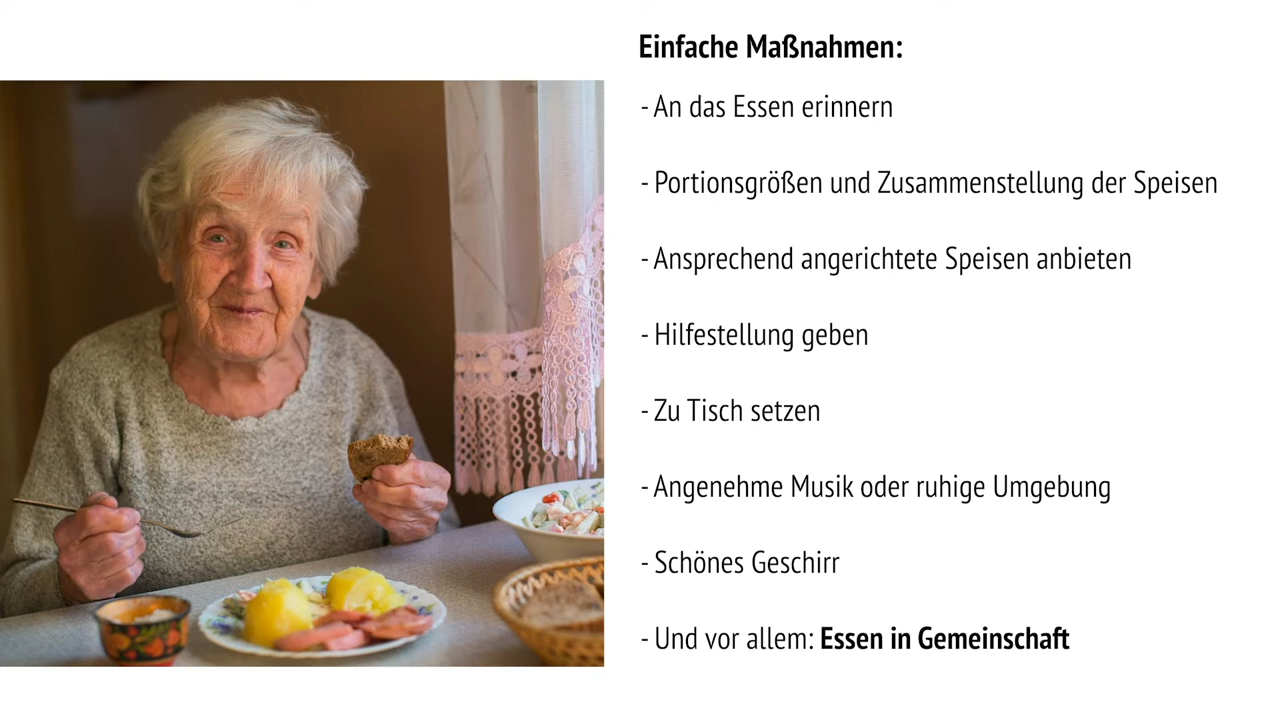 Einfache Maßnahmen:
- An das Essen erinnern
- Portionsgrößen und Zusammenstellung der Speisen
- Ansprechend angerichtete Speisen anbieten
- Hilfestellung geben
- Zu Tisch setzen
- Angenehme Musik oder ruhige Umgebung
- Schönes Geschirr
- Und vor allem: Essen in Gemeinschaft